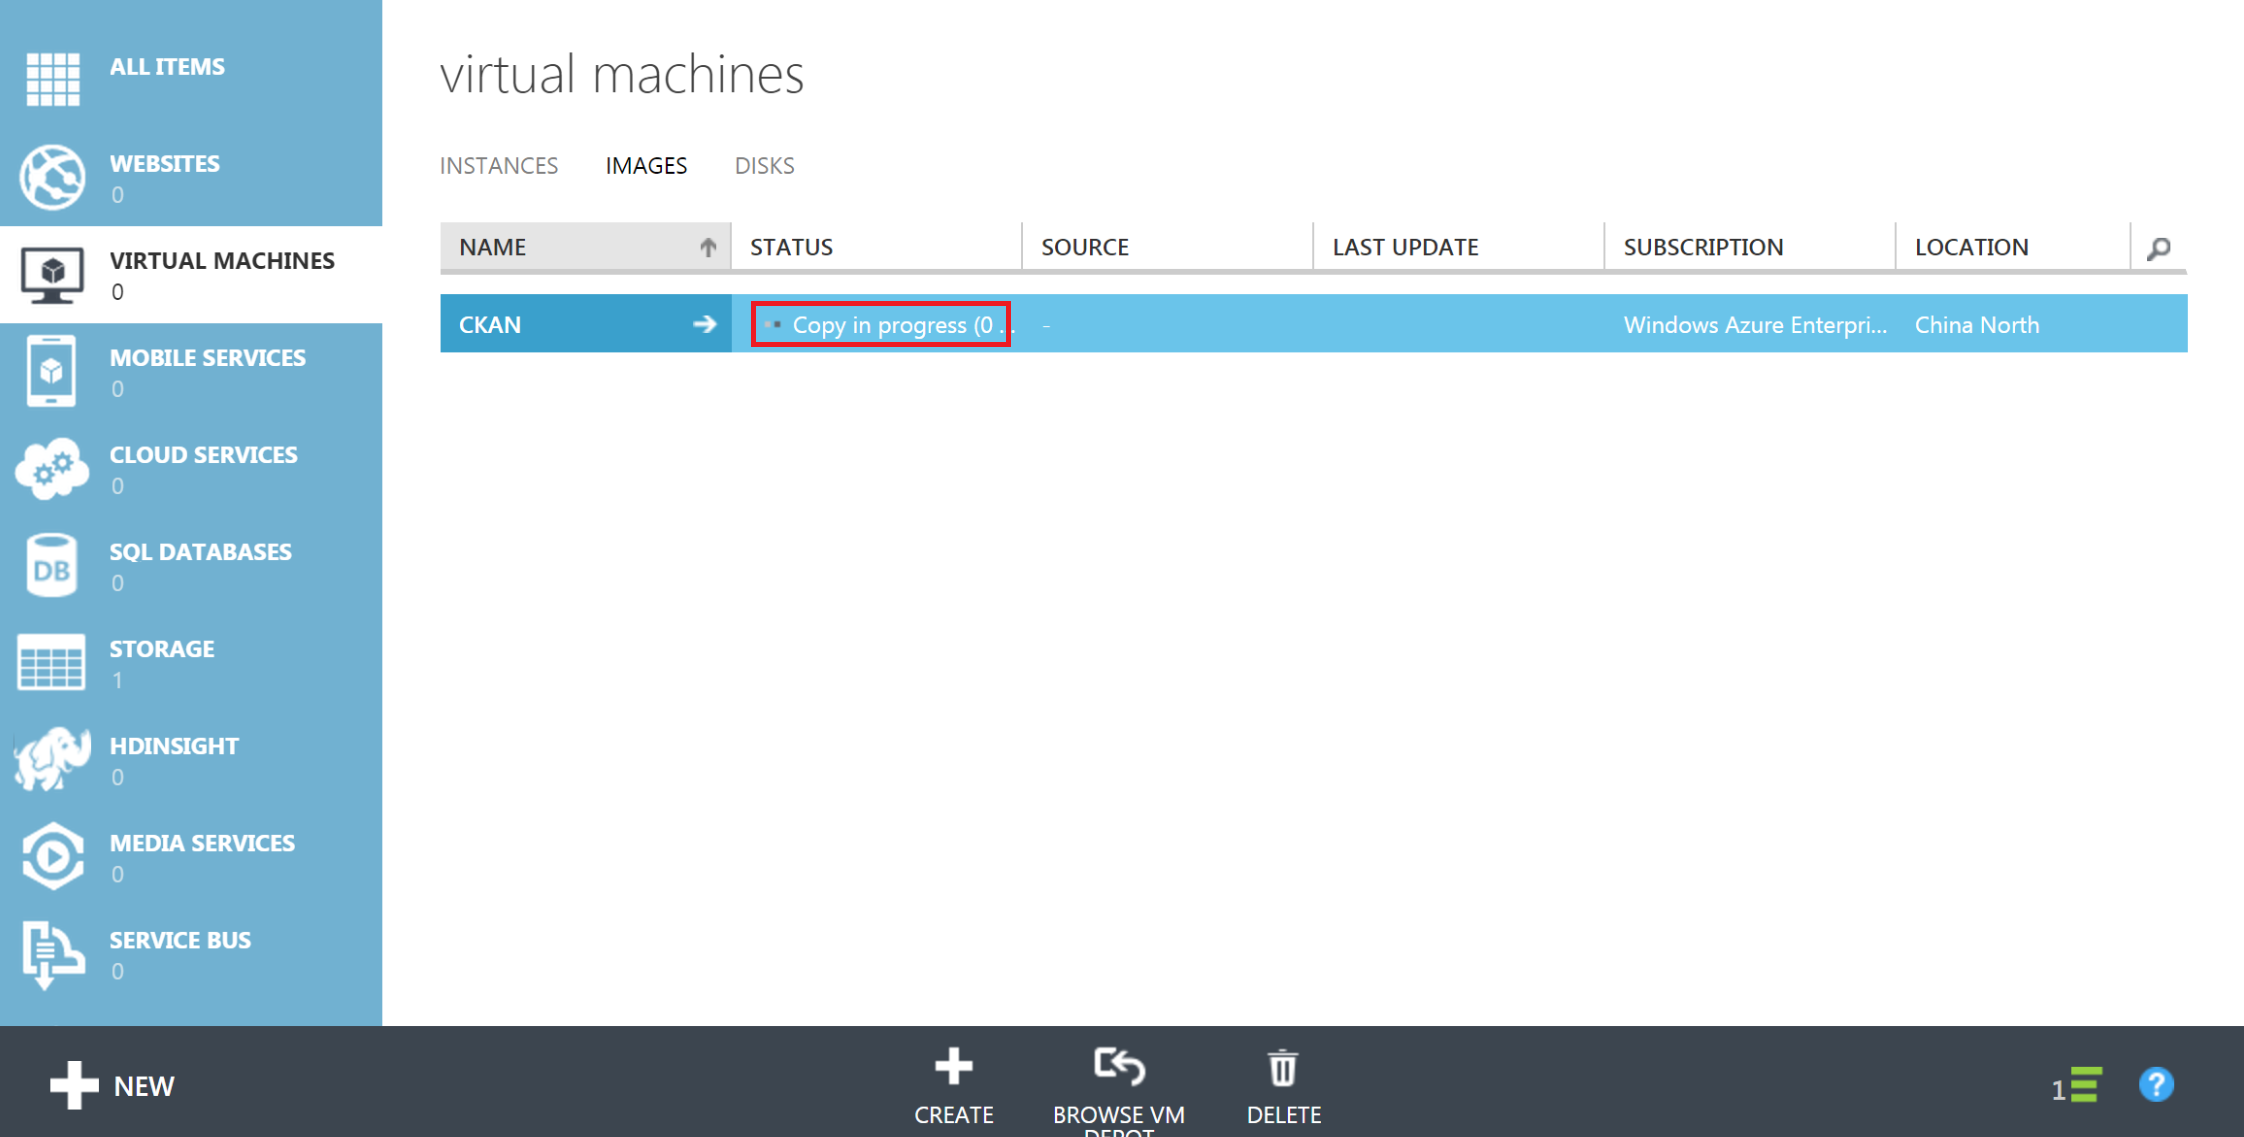 ALL ITEMS
WEBSITES
0
VIRTUAL MACHINES
0
MOBILE SERVICES
0
CLOUD SERVICES
0
SQL DATABASES
0
DB
STORAGE
1
HDINSIGHT
0
MEDIA SERVICES
0
SERVICE BUS
0
virtual machines
INSTANCES IMAGES DISKS
NAME STATUS SOURCE LAST UPDATE SUBSCRIPTION LOCATION
CKAN Copy in progress (0 ... - Windows Azure Enterpri... China North
NEW
CREATE
BROWSE VM
DEPOT
DELETE
1
?